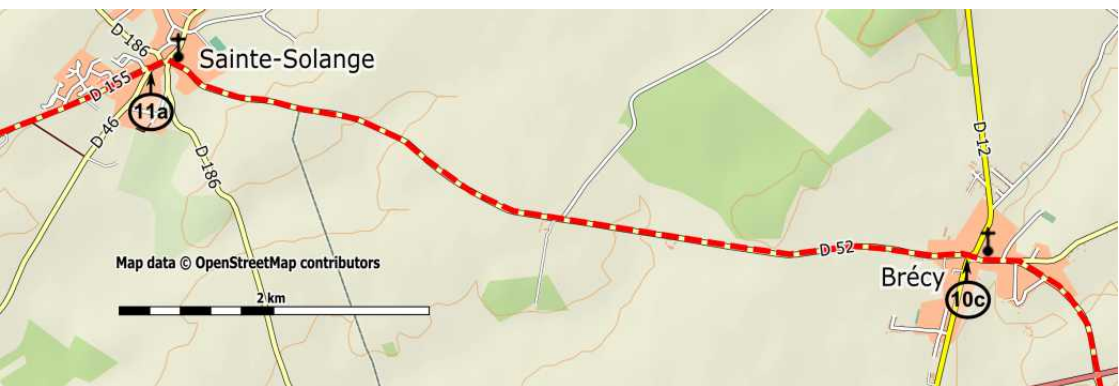 D-186
Sainte-Solange
D-155
11a
D-46
D-186
D-12
D 52
Brécy
10c
Map data © OpenStreetMap contributors
2 km